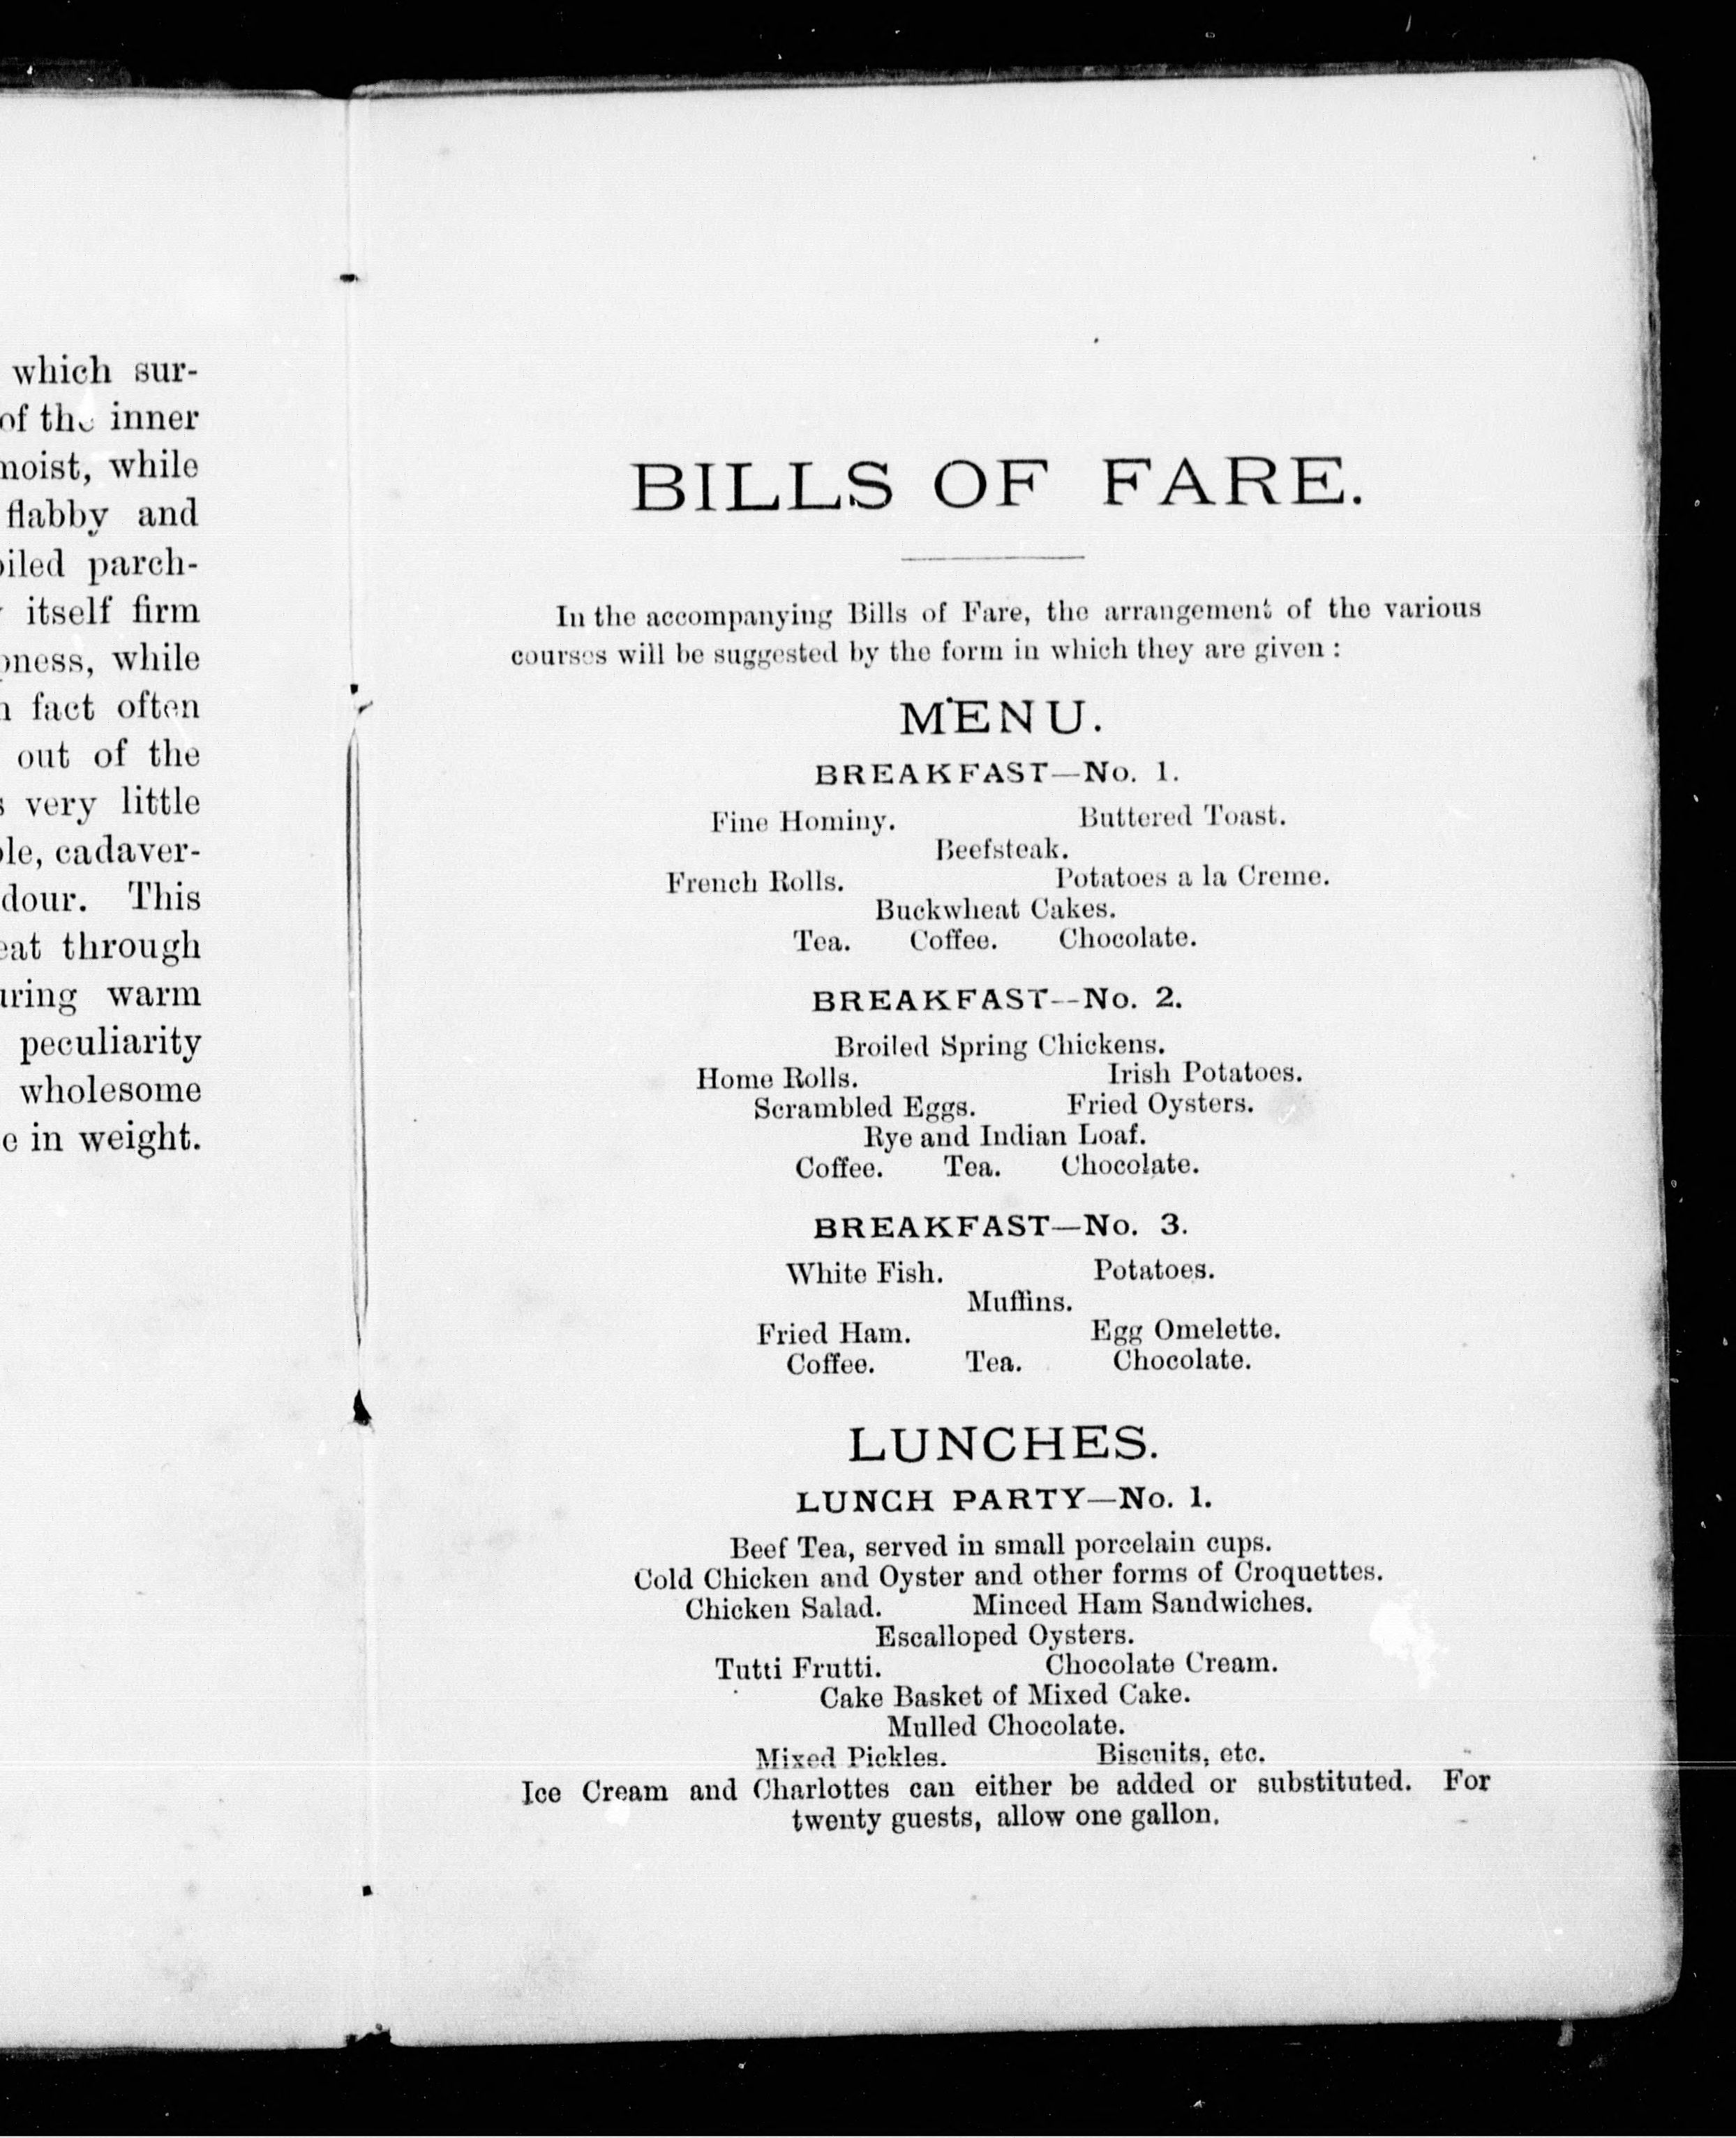 which sur-
of the inner
moist, while
flabby and
parch-
itself firm
while
fact often
out of the
very little
cadaver-
This
through
warm
peculiarity
wholesome
in weight.
BILLS OF FARE.
In the accompanying Bills of Fare, the arrangement of the various
courses will be suggested by the form in which they are given :
MENU.
BREAKFAST—No. 1.
Fine Hominy. Buttered Toast.
Beefsteak.
French Rolls. Potatoes a la Creme.
Buckwheat Cakes.
Tea. Coffee. Chocolate.
BREAKFAST--No. 2.
Broiled Spring Chickens.
Home Rolls. Irish Potatoes.
Scrambled Eggs. Fried Oysters.
Rye and Indian Loaf.
Coffee. Tea. Chocolate.
BREAKFAST—No. 3.
White Fish. Potatoes.
Muffins.
Fried Ham. Egg Omelette.
Coffee. Tea. Chocolate.
LUNCHES.
LUNCH PARTY—No. 1.
Beef Tea, served in small porcelain cups.
Cold Chicken and Oyster and other forms of Croquettes.
Chicken Salad. Minced Ham Sandwiches.
Escalloped Oysters.
Tutti Frutti. Chocolate Cream.
Cake Basket of Mixed Cake.
Mulled Chocolate.
Mixed Pickles. Biscuits, etc.
Ice Cream and Charlottes can either be added or substituted. For
twenty guests, allow one gallon.